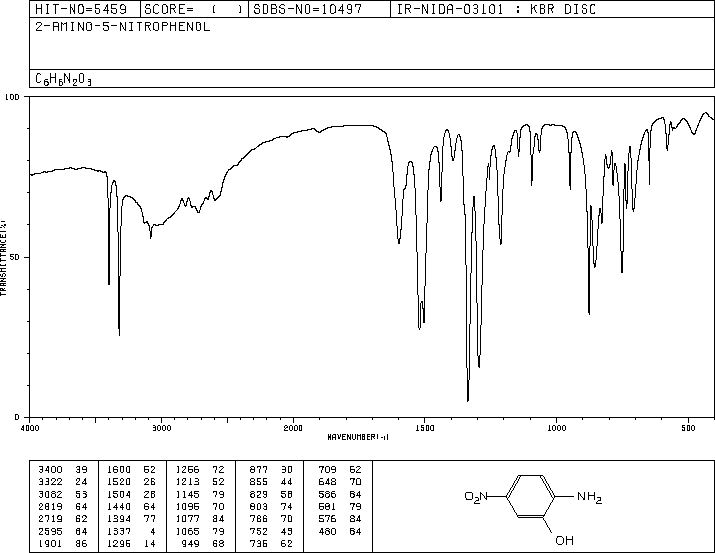 HIT-NO=5459 SCORE= ( ) SDBS-NO=10497 IR-NIDA-03101 : KBR DISC
2-AMINO-5-NITROPHENOL
C6H6N2O3
100
50
0
TRANSMITTANCE(%)
4000 3000 2000 1500 1000 500
WAVENUMBER(-1)
3400 39 1600 52 1266 72 877 30 709 62
3322 24 1520 26 1213 52 855 44 648 70
3082 53 1504 28 1145 79 829 58 586 84
2819 64 1440 64 1096 70 803 74 581 79
2719 62 1394 77 1077 84 786 70 576 84
2595 64 1337 4 1065 79 752 43 480 84
1901 86 1296 14 949 68 736 62
O2N NH2
OH